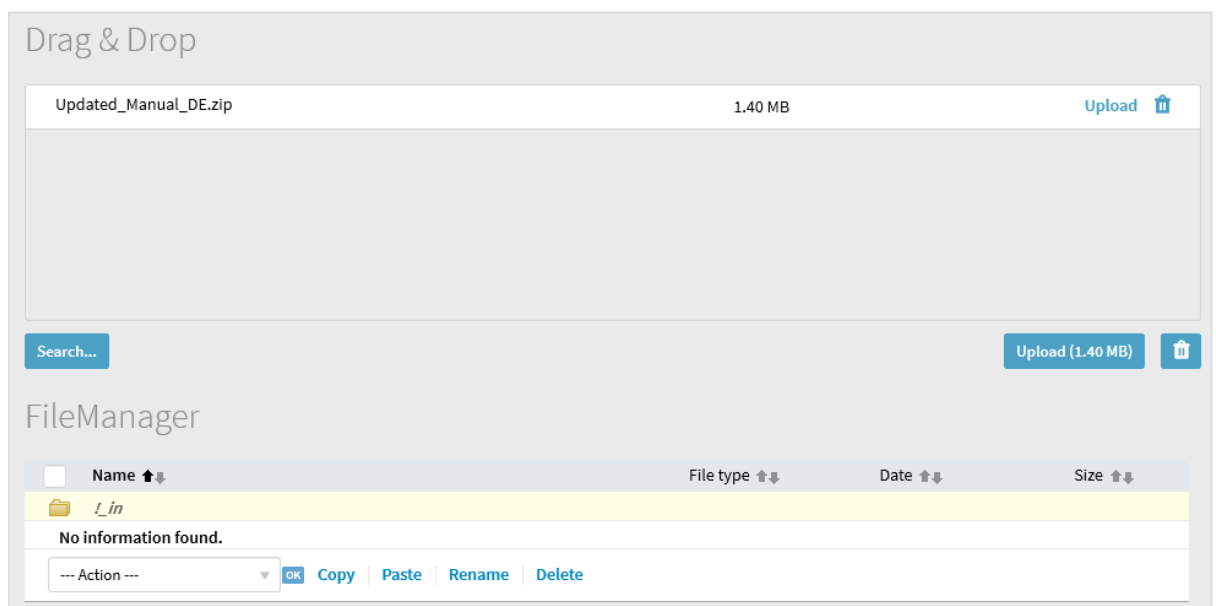 Drag & Drop
Updated_Manual_DE.zip 1.40 MB Upload
Search... Upload (1.40 MB)
FileManager
Name File type Date Size
!_in
No information found.
--- Action --- OK Copy Paste Rename Delete